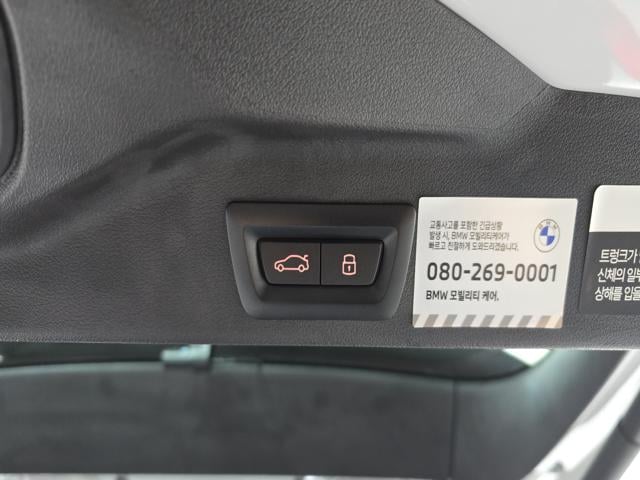 교통사고를 포함한 긴급상황
발생 시, BMW 모빌리티케어가
빠르고 친절하게 도와드리겠습니다.
080-269-0001
BMW 모빌리티 케어.
트렁크가
신체의 일부
상해를 입을